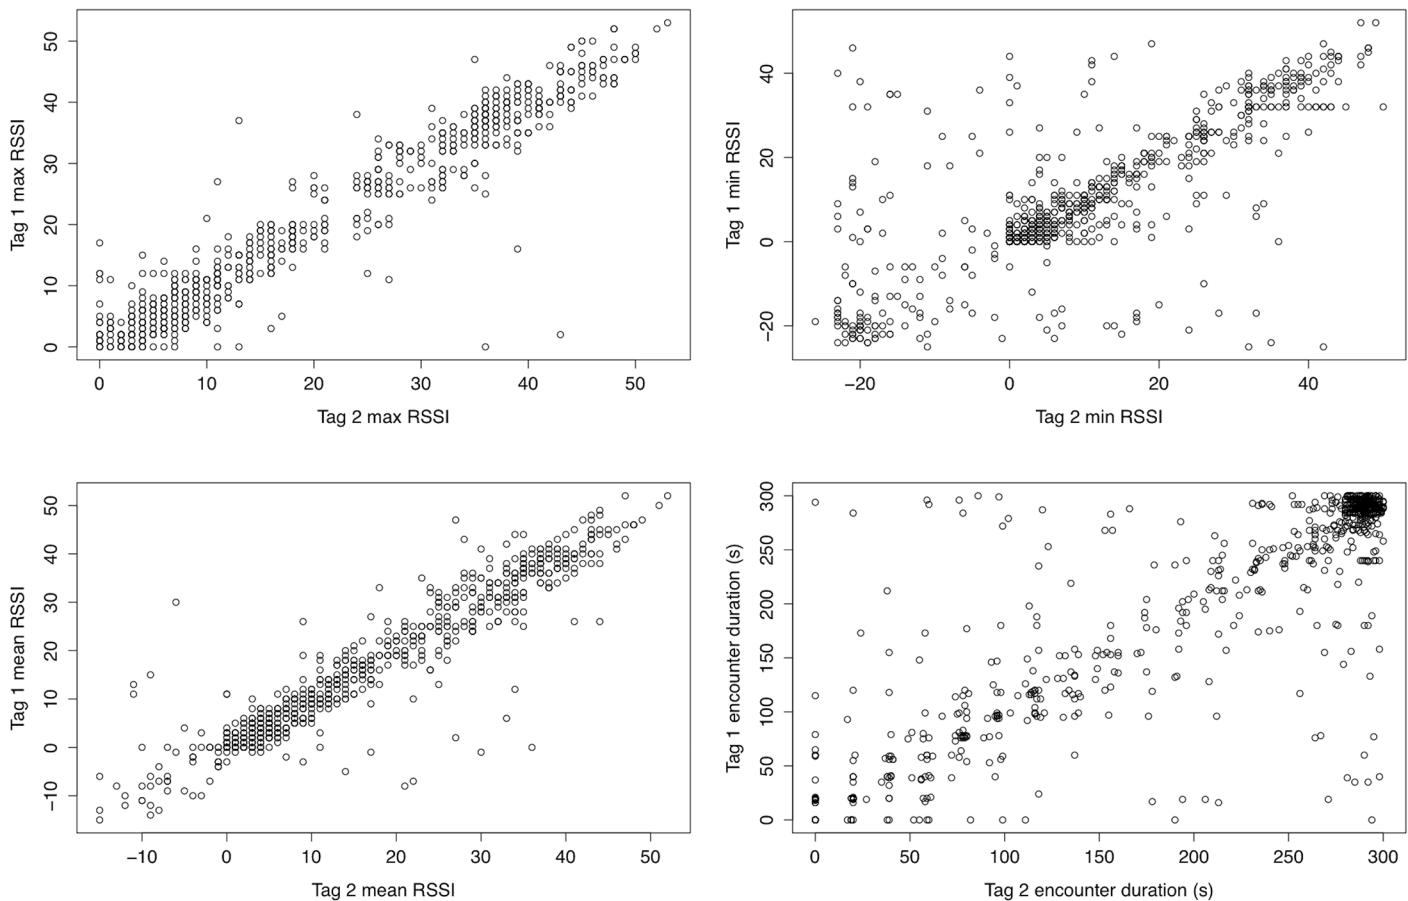 50
40
30
20
10
0
Tag 1 max RSSI
0 10 20 30 40 50
Tag 2 max RSSI
40
20
0
−20
Tag 1 min RSSI
−20 0 20 40
Tag 2 min RSSI
50
40
30
20
10
0
−10
Tag 1 mean RSSI
−10 0 10 20 30 40 50
Tag 2 mean RSSI
300
250
200
150
100
50
0
Tag 1 encounter duration (s)
0 50 100 150 200 250 300
Tag 2 encounter duration (s)